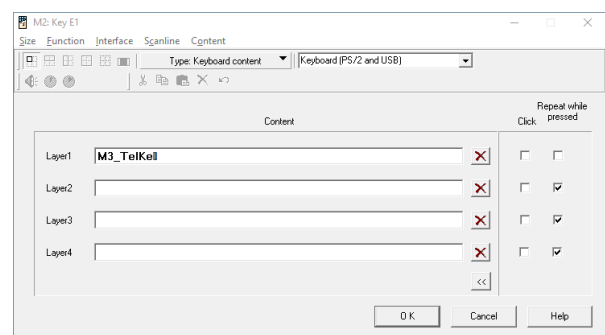 M2: Key E1
Size Function Interface Scanline Content
Type: Keyboard content Keyboard (PS/2 and USB)
Content Click Repeat while pressed
Layer1 M3_TelKell
Layer2
Layer3
Layer4
<<
OK Cancel Help